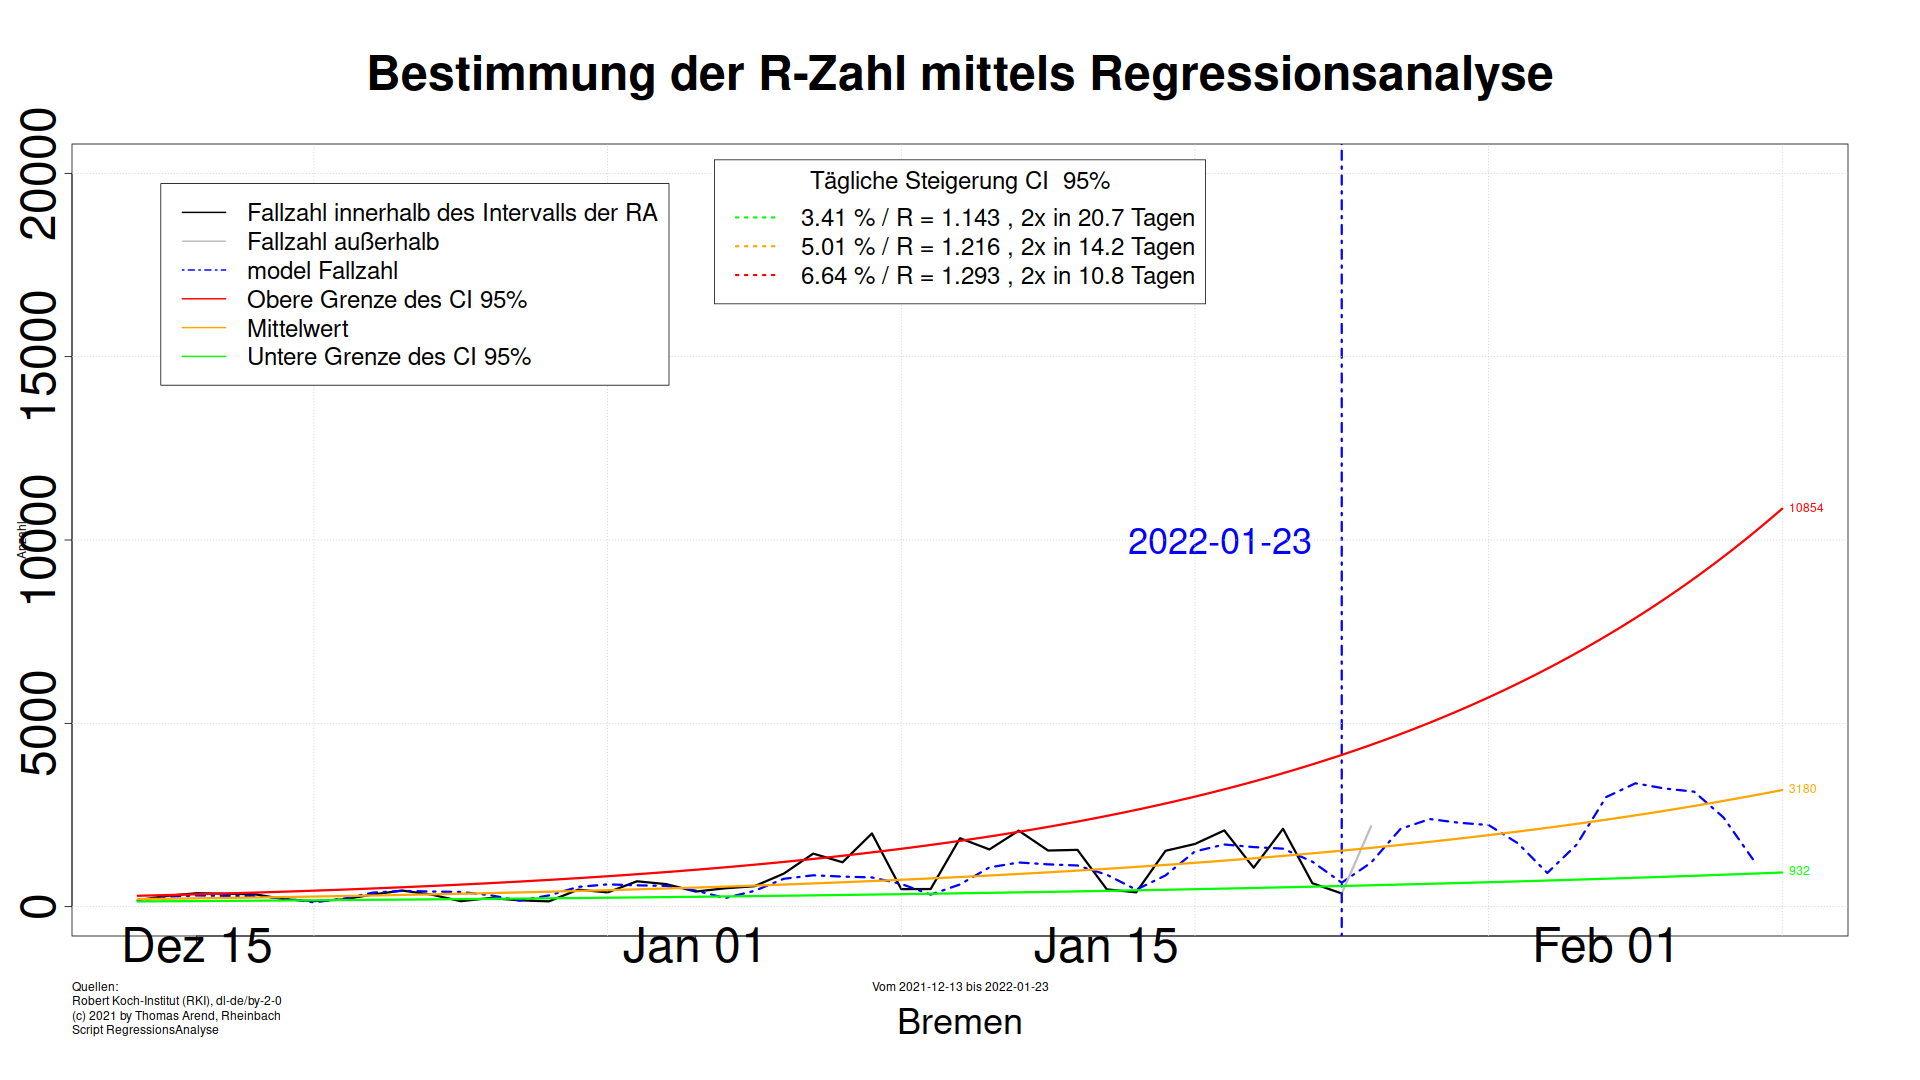 Bestimmung der R-Zahl mittels Regressionsanalyse
20000
15000
10000
5000
0
Anzahl
Fallzahl innerhalb des Intervalls der RA
Fallzahl außerhalb
model Fallzahl
Obere Grenze des CI 95%
Mittelwert
Untere Grenze des CI 95%
Tägliche Steigerung CI  95%
3.41 % / R = 1.143 , 2x in 20.7 Tagen
5.01 % / R = 1.216 , 2x in 14.2 Tagen
6.64 % / R = 1.293 , 2x in 10.8 Tagen
2022-01-23
10854
3180
932
Dez 15
Jan 01
Jan 15
Feb 01
Quellen:
Robert Koch-Institut (RKI), dl-de/by-2-0
(c) 2021 by Thomas Arend, Rheinbach
Script RegressionsAnalyse
Vom 2021-12-13 bis 2022-01-23
Bremen